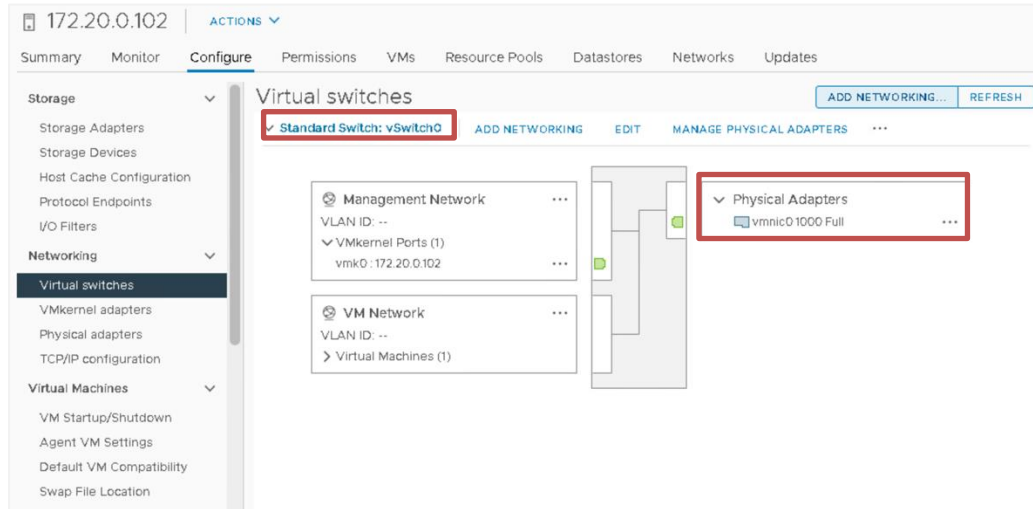 172.20.0.102 ACTIONS
Summary Monitor Configure Permissions VMs Resource Pools Datastores Networks Updates
Storage
Storage Adapters
Storage Devices
Host Cache Configuration
Protocol Endpoints
I/O Filters
Networking
Virtual switches
VMkernel adapters
Physical adapters
TCP/IP configuration
Virtual Machines
VM Startup/Shutdown
Agent VM Settings
Default VM Compatibility
Swap File Location
Virtual switches
ADD NETWORKING... REFRESH
Standard Switch: vSwitch0 ADD NETWORKING EDIT MANAGE PHYSICAL ADAPTERS ...
Management Network ...
VLAN ID: --
VMkernel Ports (1)
vmk0 : 172.20.0.102 ...
VM Network ...
VLAN ID: --
Virtual Machines (1)
Physical Adapters
vmnic0 1000 Full ...